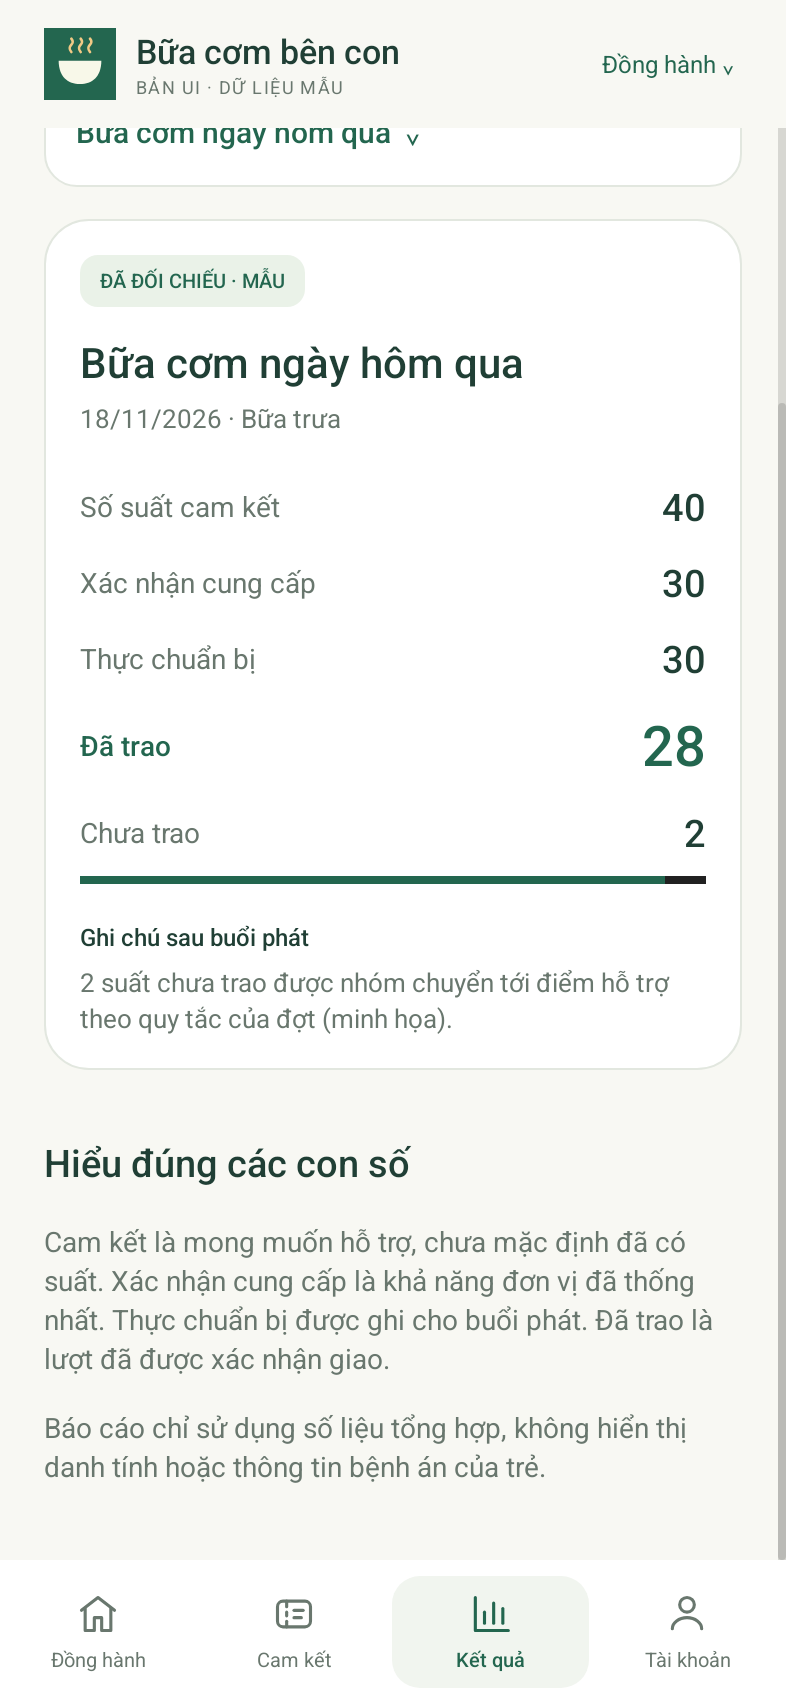 Bữa cơm bên con
BẢN UI · DỮ LIỆU MẪU
Đồng hành
Bữa cơm ngày hôm qua
ĐÃ ĐỐI CHIẾU · MẪU
Bữa cơm ngày hôm qua
18/11/2026 · Bữa trưa
Số suất cam kết 40
Xác nhận cung cấp 30
Thực chuẩn bị 30
Đã trao 28
Chưa trao 2
Ghi chú sau buổi phát
2 suất chưa trao được nhóm chuyển tới điểm hỗ trợ
theo quy tắc của đợt (minh họa).
Hiểu đúng các con số
Cam kết là mong muốn hỗ trợ, chưa mặc định đã có
suất. Xác nhận cung cấp là khả năng đơn vị đã thống
nhất. Thực chuẩn bị được ghi cho buổi phát. Đã trao là
lượt đã được xác nhận giao.
Báo cáo chỉ sử dụng số liệu tổng hợp, không hiển thị
danh tính hoặc thông tin bệnh án của trẻ.
Đồng hành
Cam kết
Kết quả
Tài khoản